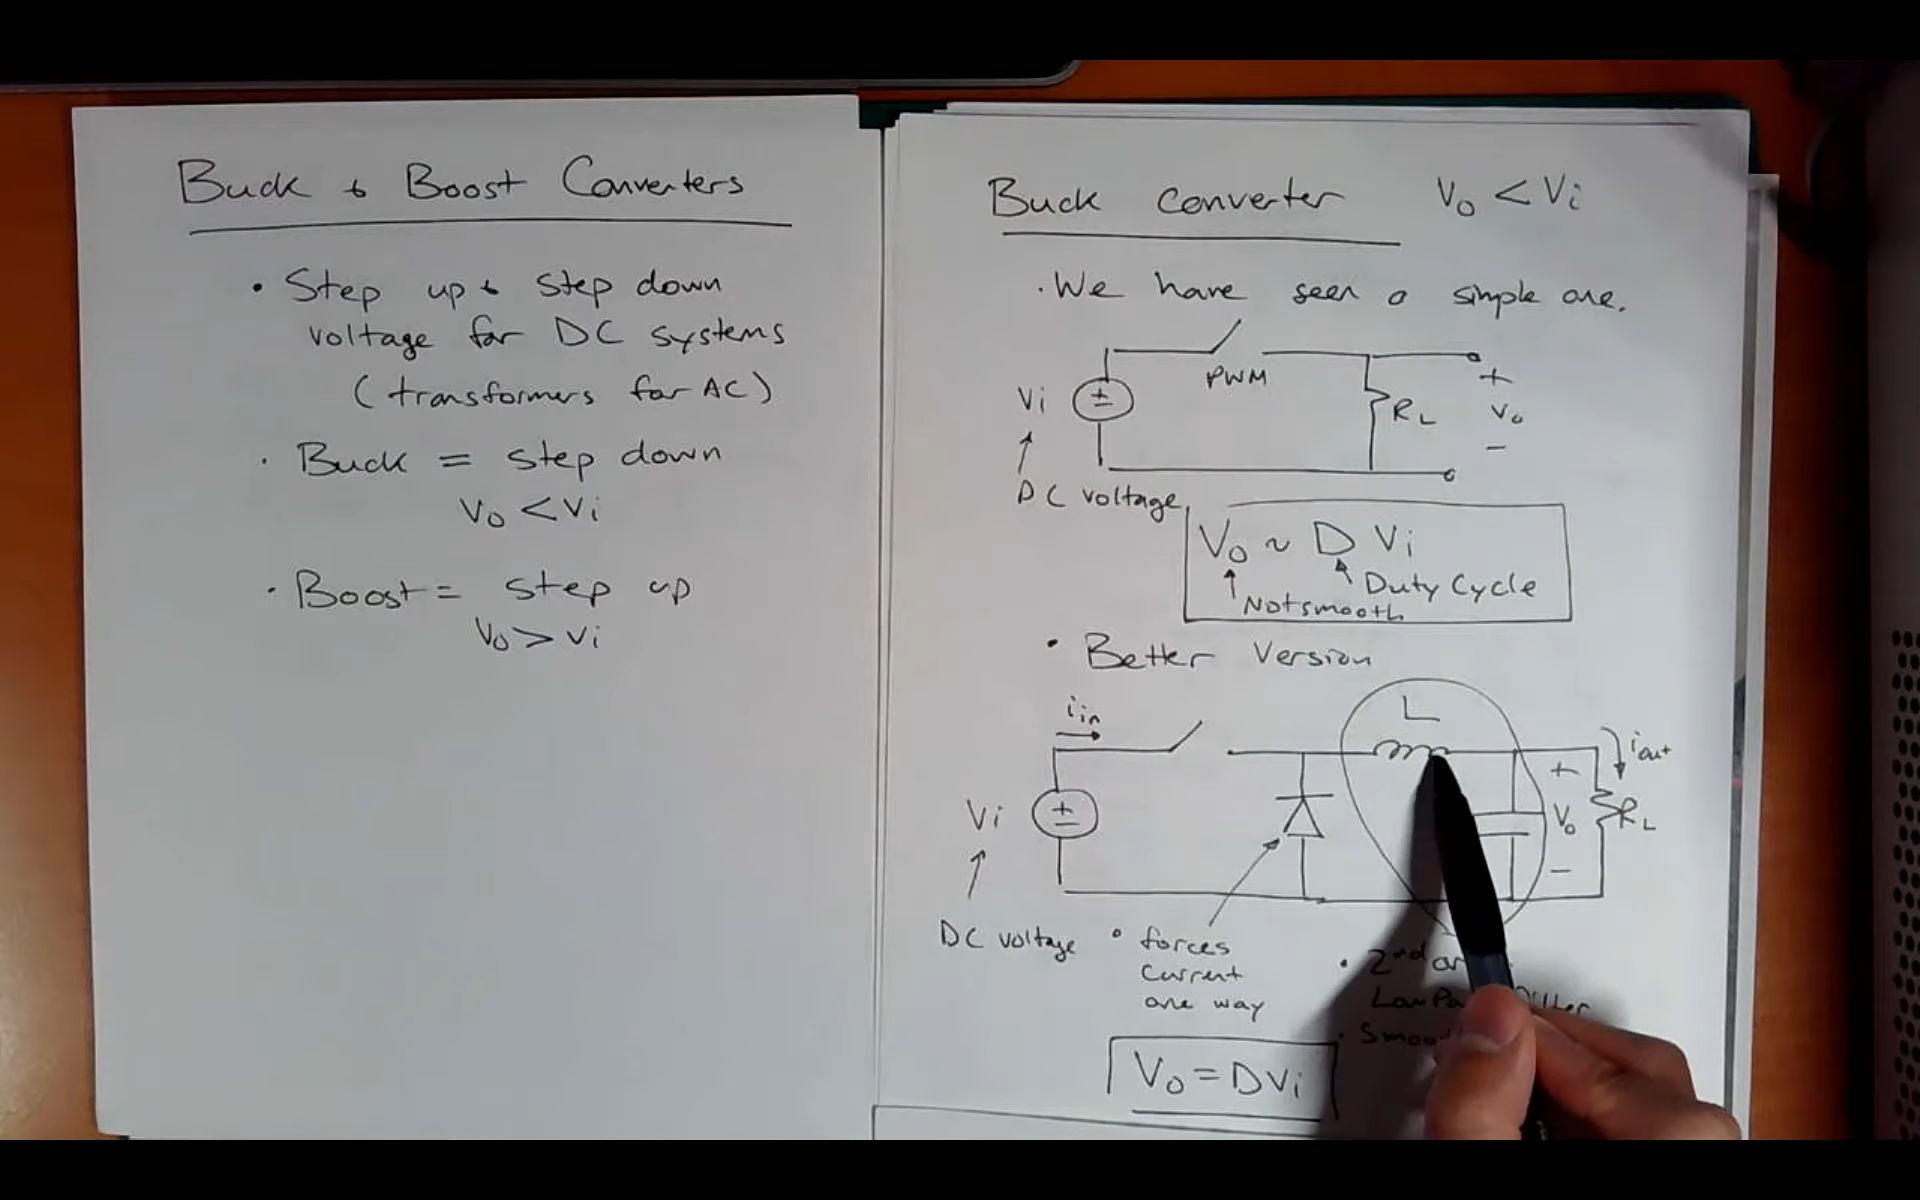 Buck & Boost Converters
• Step up & step down
voltage for DC systems
(transformers for AC)
• Buck = step down
Vo < Vi
• Boost = step up
Vo > Vi
Buck Converter Vo < Vi
• We have seen a simple one.
PWM
Vi
+
-
RL
+
Vo
-
DC voltage
Vo ~ D Vi
Duty Cycle
Not smooth
• Better Version
iin
L
iout
Vi
+
-
+
Vo
-
RL
DC voltage
• forces
current
one way
• 2nd
Low
Vo = DVi